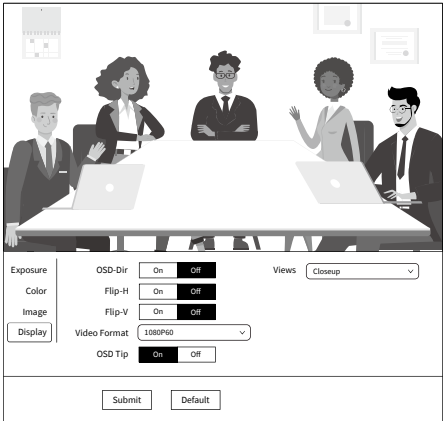 Exposure
Color
Image
Display
OSD-Dir On Off
Flip-H On Off
Flip-V On Off
Video Format 1080P60
OSD Tip On Off
Views Closeup
Submit Default